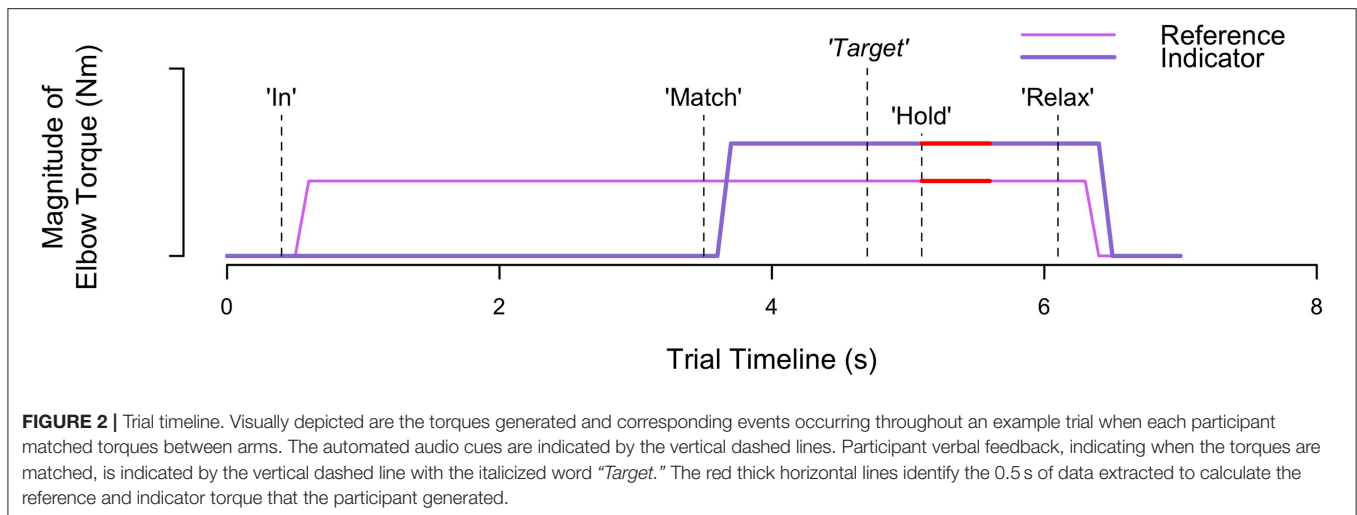 Magnitude of
Elbow Torque (Nm)
'In'
'Match'
'Target'
'Hold'
'Relax'
Reference
Indicator
0
2
4
6
8
Trial Timeline (s)
FIGURE 2 | Trial timeline. Visually depicted are the torques generated and corresponding events occurring throughout an example trial when each participant
matched torques between arms. The automated audio cues are indicated by the vertical dashed lines. Participant verbal feedback, indicating when the torques are
matched, is indicated by the vertical dashed line with the italicized word “Target.” The red thick horizontal lines identify the 0.5 s of data extracted to calculate the
reference and indicator torque that the participant generated.